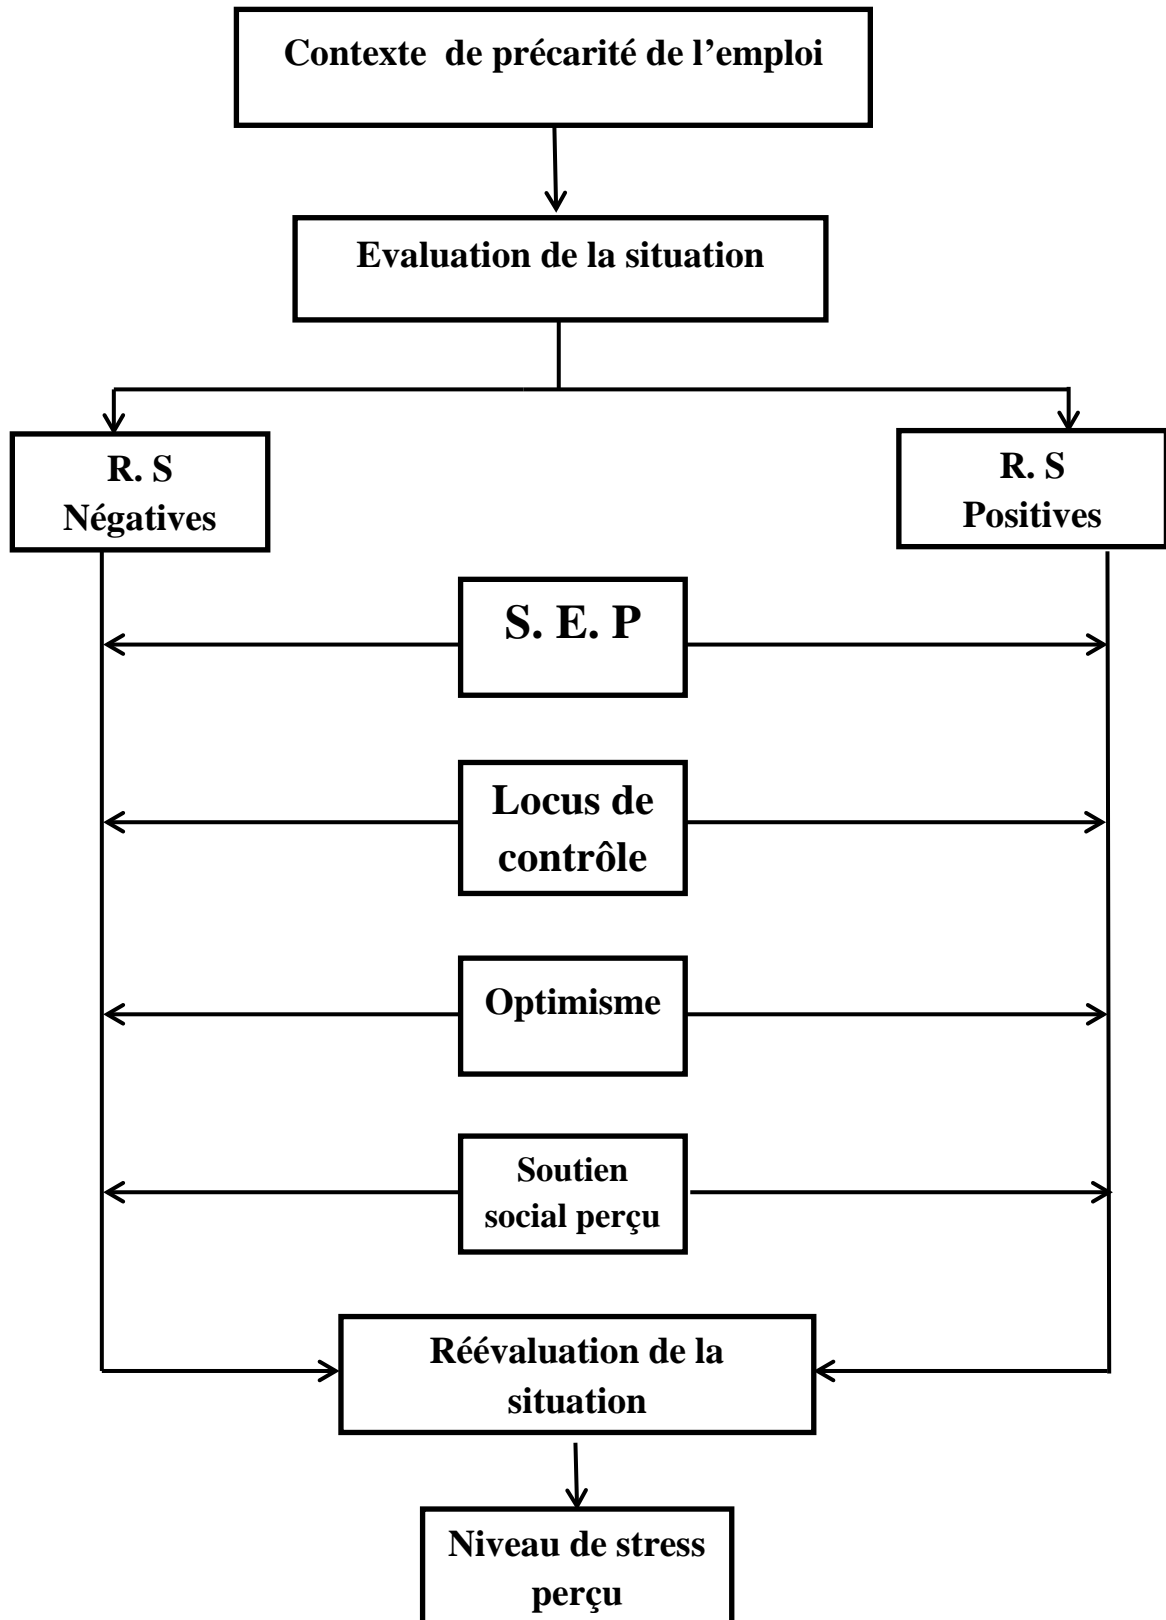 Contexte de précarité de l’emploi
Evaluation de la situation
R. S
Négatives
R. S
Positives
S. E. P
Locus de
contrôle
Optimisme
Soutien
social perçu
Réévaluation de la
situation
Niveau de stress
perçu